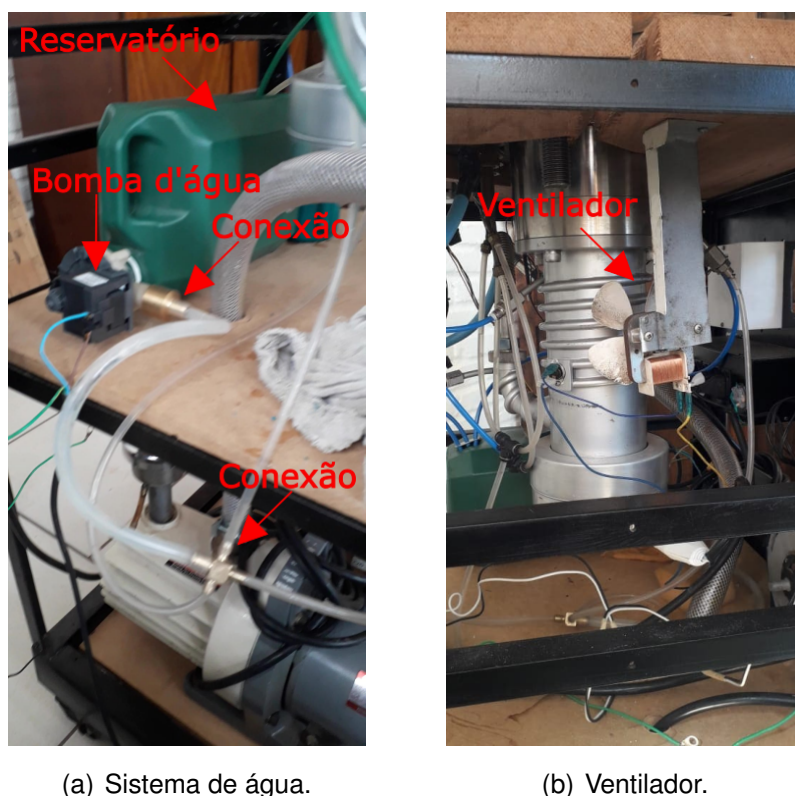 Reservatório
Bomba d'água
Conexão
Conexão
Ventilador
(a) Sistema de água.
(b) Ventilador.